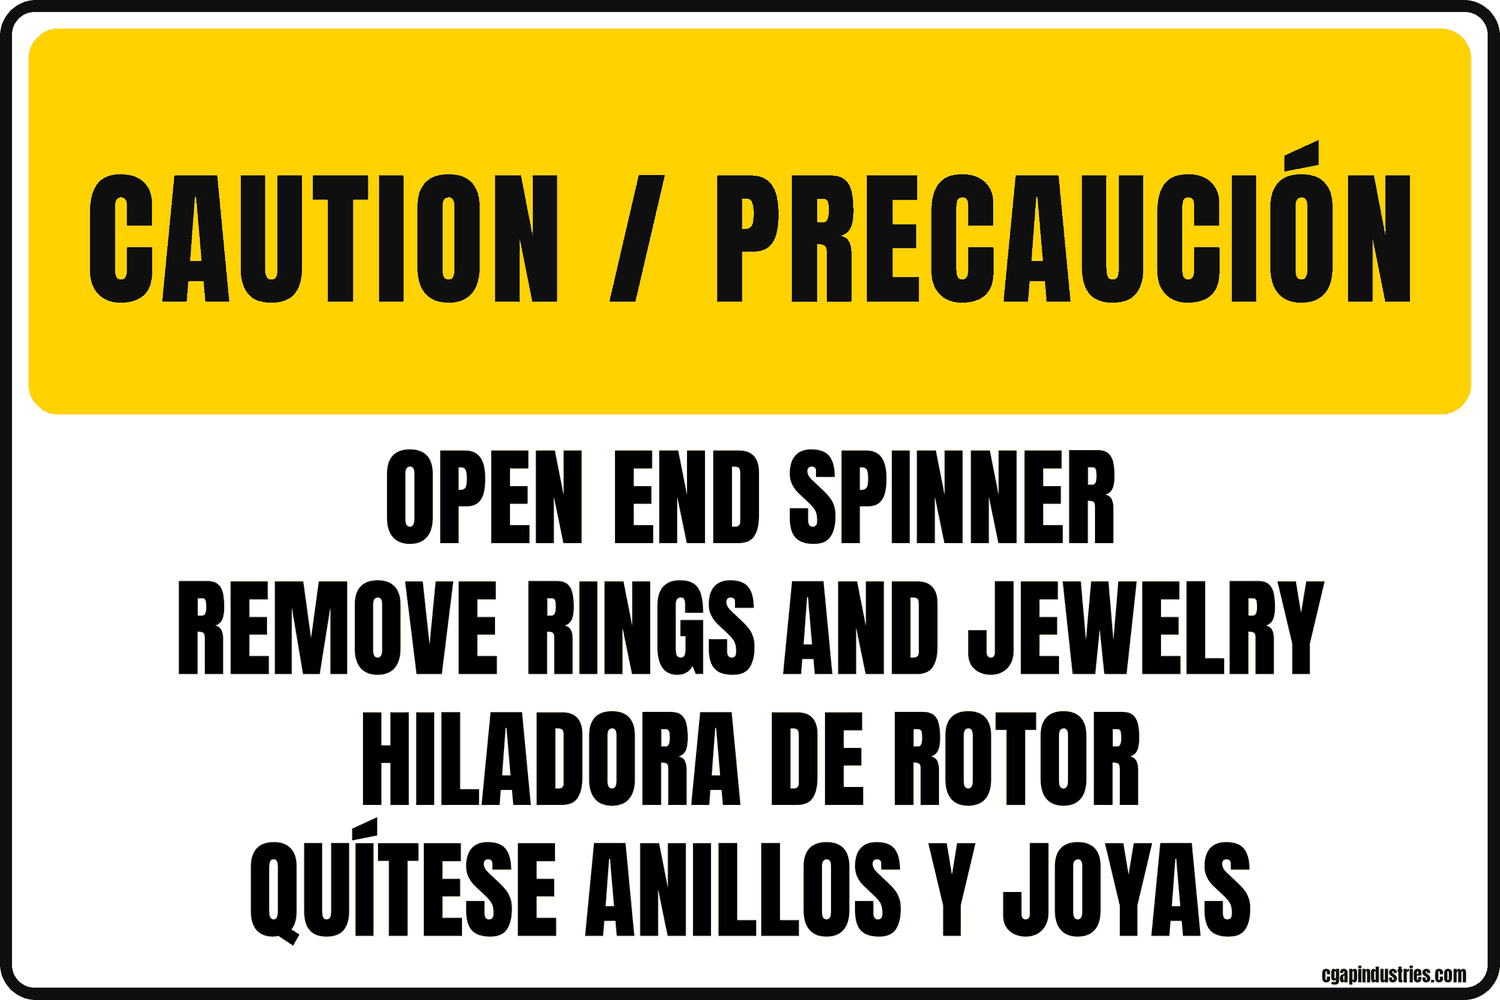 CAUTION / PRECAUCIÓN
OPEN END SPINNER
REMOVE RINGS AND JEWELRY
HILADORA DE ROTOR
QUÍTESE ANILLOS Y JOYAS
cgapindustries.com